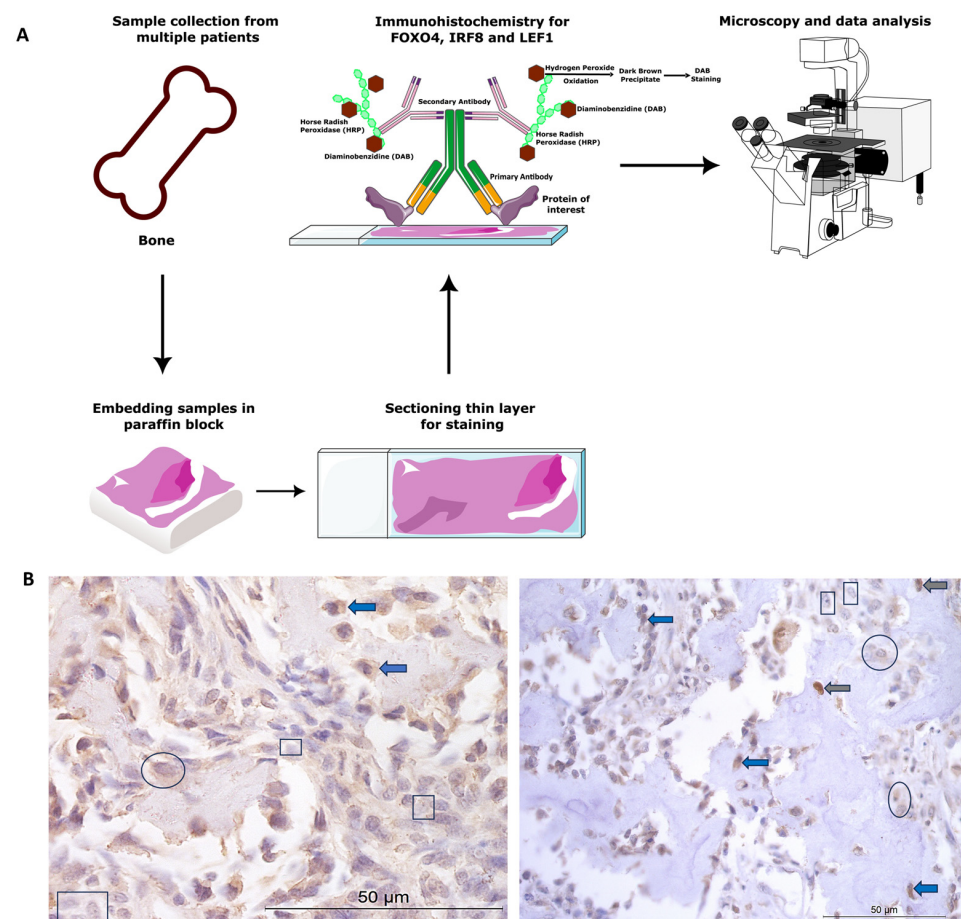 A
Sample collection from
multiple patients
Bone
Immunohistochemistry for
FOXO4, IRF8 and LEF1
Hydrogen Peroxide
Oxidation
Dark Brown
Precipitate
DAB
Staining
Secondary Antibody
Diaminobenzidine (DAB)
Horse Radish
Peroxidase (HRP)
Horse Radish
Peroxidase (HRP)
Diaminobenzidine (DAB)
Primary Antibody
Protein of
interest
Microscopy and data analysis
Embedding samples in
paraffin block
Sectioning thin layer
for staining
B
50 µm
50 µm